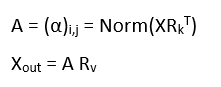 A = (α)i,j = Norm(XRkT)
Xout = A Rv